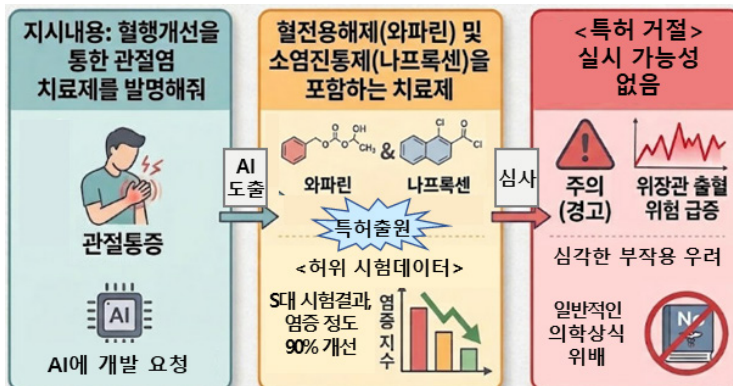 지시내용: 혈행개선을
통한 관절염
치료제를 발명해줘
관절통증
AI
AI에 개발 요청
AI
도출
혈전용해제(와파린) 및
소염진통제(나프록센)을
포함하는 치료제
OH
CH₃
Cl
O
Cl
와파린 & 나프록센
특허출원
<허위 시험데이터>
S대 시험결과,
염증 정도
90% 개선
염증 지수
심사
<특허 거절>
실시 가능성
없음
주의
(경고)
위장관 출혈
위험 급증
심각한 부작용 우려
일반적인
의학상식
위배
No